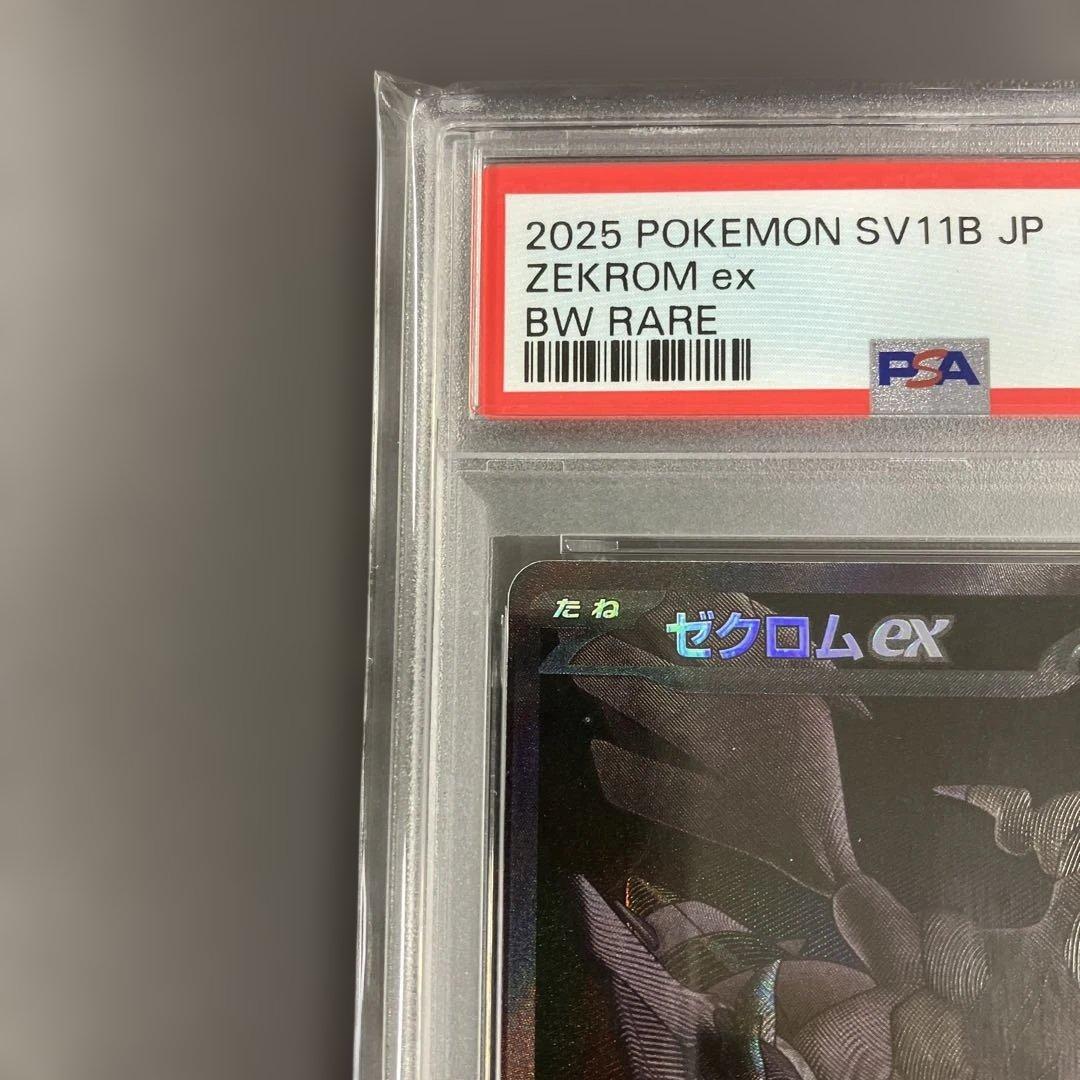 2025 POKEMON SV11B JP
ZEKROM ex
BW RARE
PSA
たね
ゼクロムex